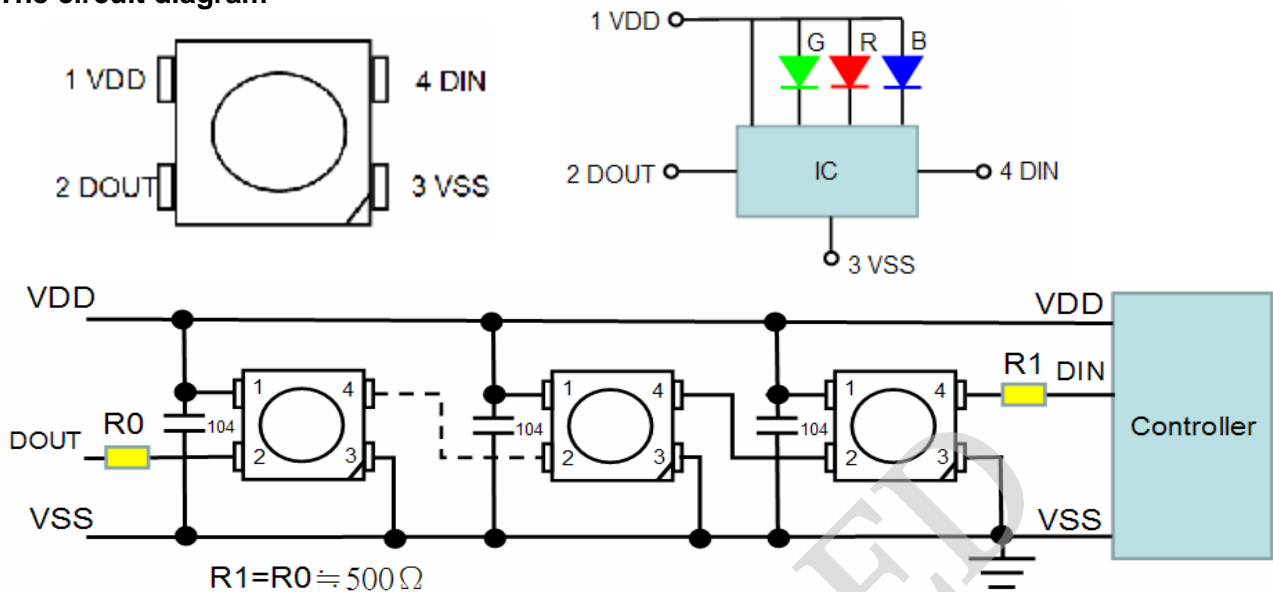 The circuit diagram
1 VDD
4 DIN
2 DOUT
3 VSS
1 VDD
G
R
B
2 DOUT
IC
4 DIN
3 VSS
VDD
VDD
1
4
1
4
1
4
R1
DIN
DOUT
R0
104
2
3
104
2
3
104
2
3
Controller
VSS
VSS
R1=R0≒500Ω